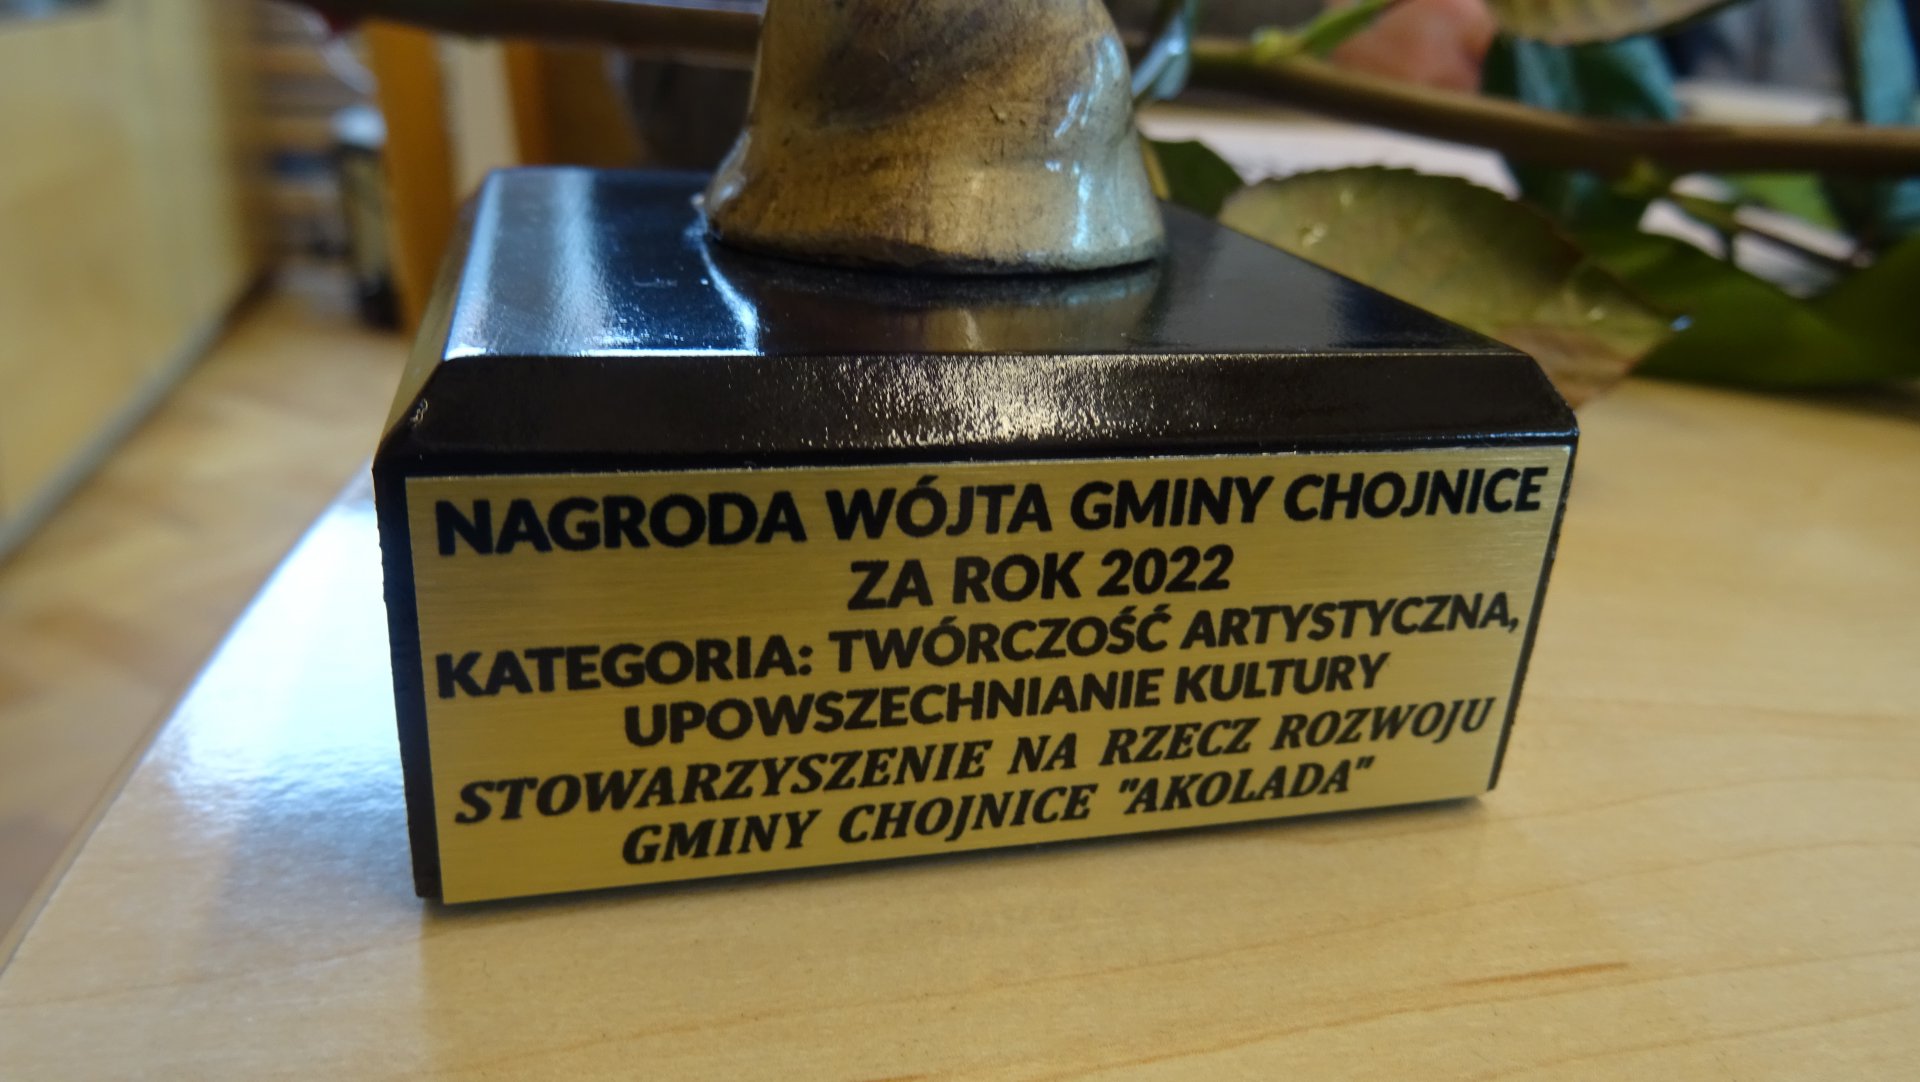 NAGRODA WÓJTA GMINY CHOJNICE
ZA ROK 2022
KATEGORIA: TWÓRCZOŚĆ ARTYSTYCZNA,
UPOWSZECHNIANIE KULTURY
STOWARZYSZENIE NA RZECZ ROZWOJU
GMINY CHOJNICE "AKOLADA"